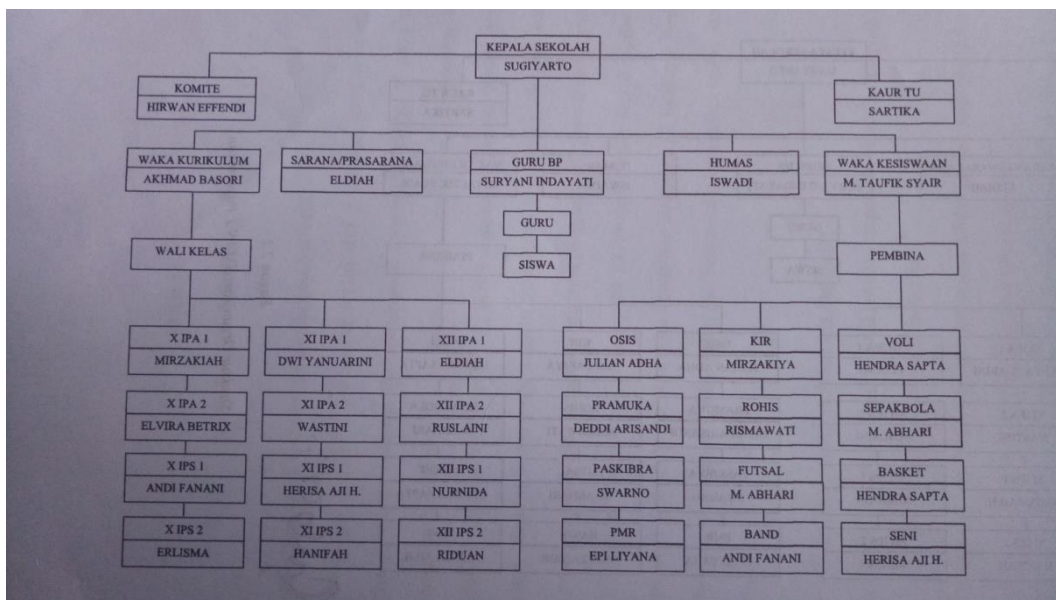 KEPALA SEKOLAH
SUGIYARTO
KOMITE
HIRWAN EFFENDI
KAUR TU
SARTIKA
WAKA KURIKULUM
AKHMAD BASORI
SARANA/PRASARANA
ELDIAH
GURU BP
SURYANI INDAYATI
HUMAS
ISWADI
WAKA KESISWAAN
M. TAUFIK SYAIR
GURU
SISWA
WALI KELAS
PEMBINA
X IPA 1
MIRZAKIAH
XI IPA 1
DWI YANUARINI
XII IPA 1
ELDIAH
OSIS
JULIAN ADHA
KIR
MIRZAKIYA
VOLI
HENDRA SAPTA
X IPA 2
ELVIRA BETRIX
XI IPA 2
WASTINI
XII IPA 2
RUSLAINI
PRAMUKA
DEDDI ARISANDI
ROHIS
RISMAWATI
SEPAKBOLA
M. ABHARI
X IPS 1
ANDI FANANI
XI IPS 1
HERISA AJI H.
XII IPS 1
NURNIDA
PASKIBRA
SWARNO
FUTSAL
M. ABHARI
BASKET
HENDRA SAPTA
X IPS 2
ERLISMA
XI IPS 2
HANIFAH
XII IPS 2
RIDUAN
PMR
EPI LIYANA
BAND
ANDI FANANI
SENI
HERISA AJI H.